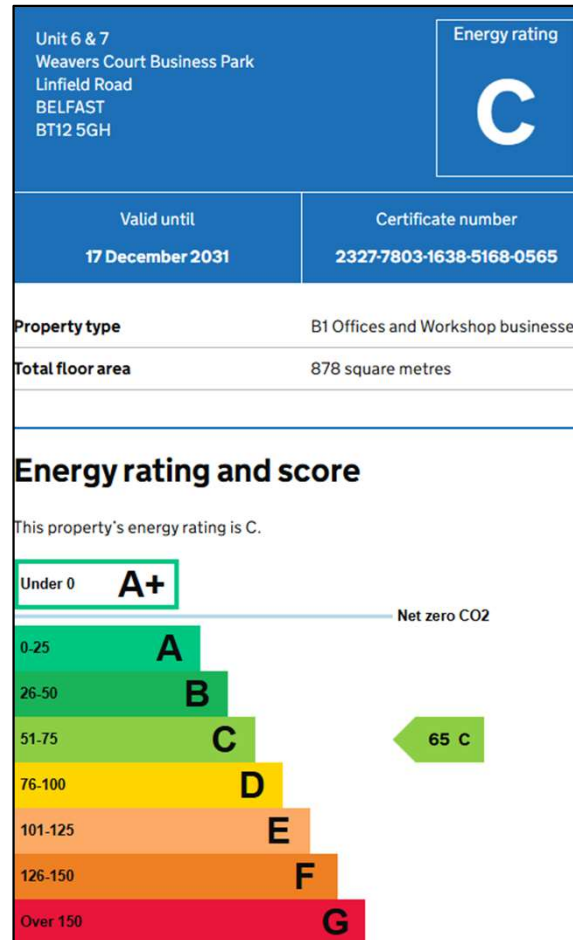 Unit 6 & 7
Weavers Court Business Park
Linfield Road
BELFAST
BT12 5GH
Energy rating
C
Valid until
17 December 2031
Certificate number
2327-7803-1638-5168-0565
Property type
B1 Offices and Workshop businesse
Total floor area
878 square metres
Energy rating and score
This property's energy rating is C.
Under 0 A+
Net zero CO2
0-25 A
26-50 B
51-75 C
65 C
76-100 D
101-125 E
126-150 F
Over 150 G